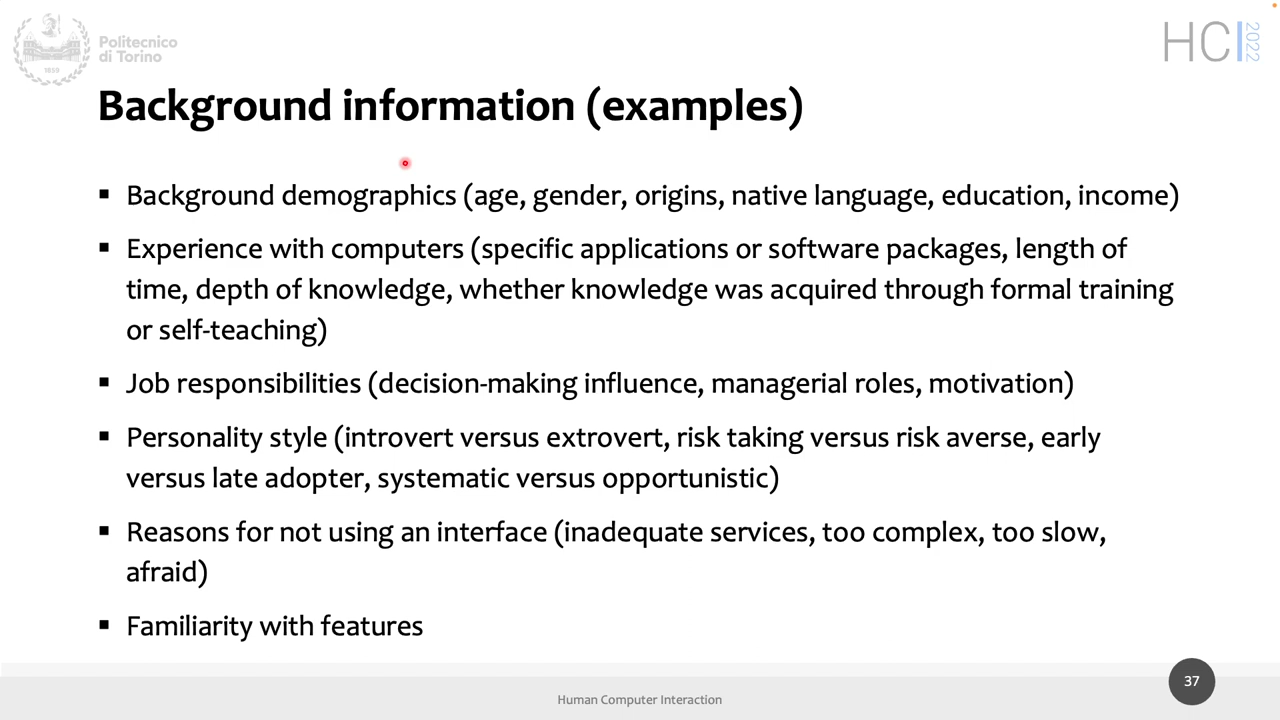 Politecnico
di Torino
1859
HCI 2022
Background information (examples)
▪ Background demographics (age, gender, origins, native language, education, income)
▪ Experience with computers (specific applications or software packages, length of
time, depth of knowledge, whether knowledge was acquired through formal training
or self-teaching)
▪ Job responsibilities (decision-making influence, managerial roles, motivation)
▪ Personality style (introvert versus extrovert, risk taking versus risk averse, early
versus late adopter, systematic versus opportunistic)
▪ Reasons for not using an interface (inadequate services, too complex, too slow,
afraid)
▪ Familiarity with features
Human Computer Interaction
37